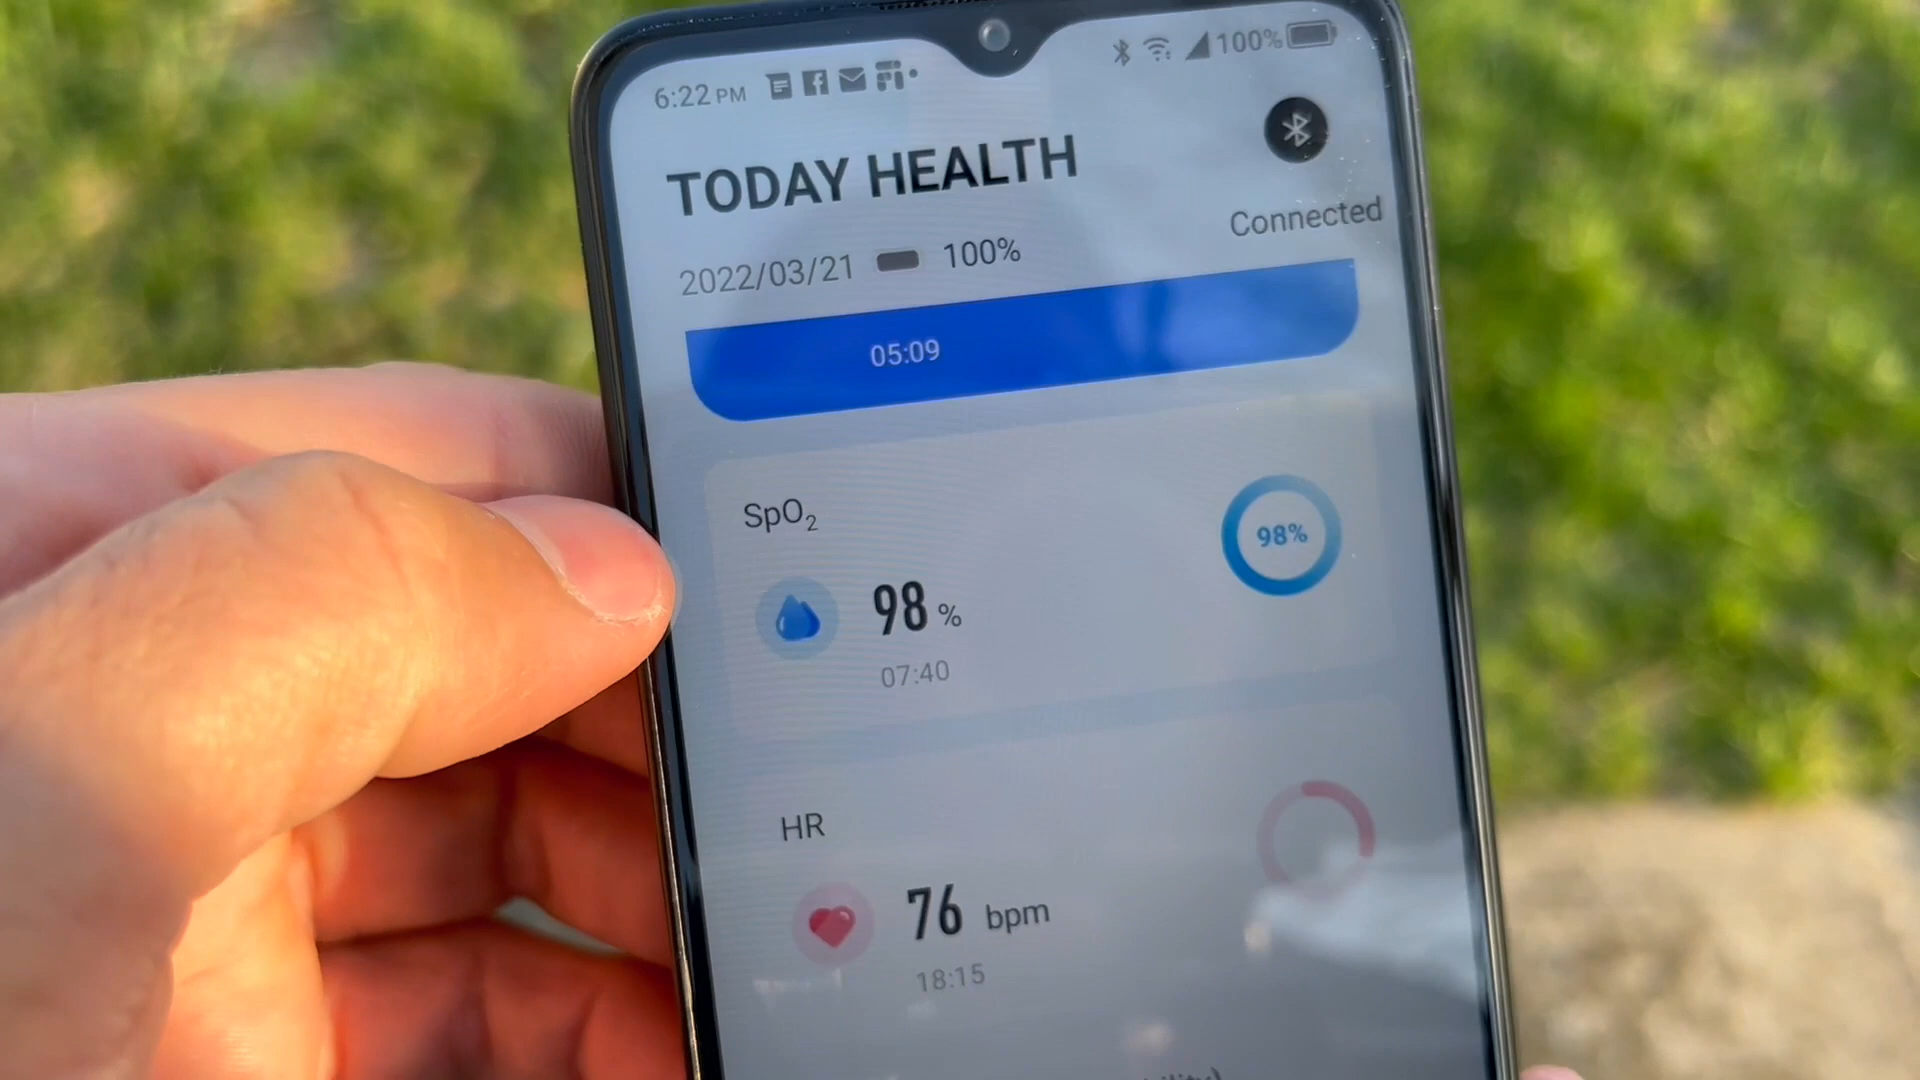 6:22 PM 100%
TODAY HEALTH
Connected
2022/03/21 100%
05:09
SpO₂
98%
98 %
07:40
HR
76 bpm
18:15